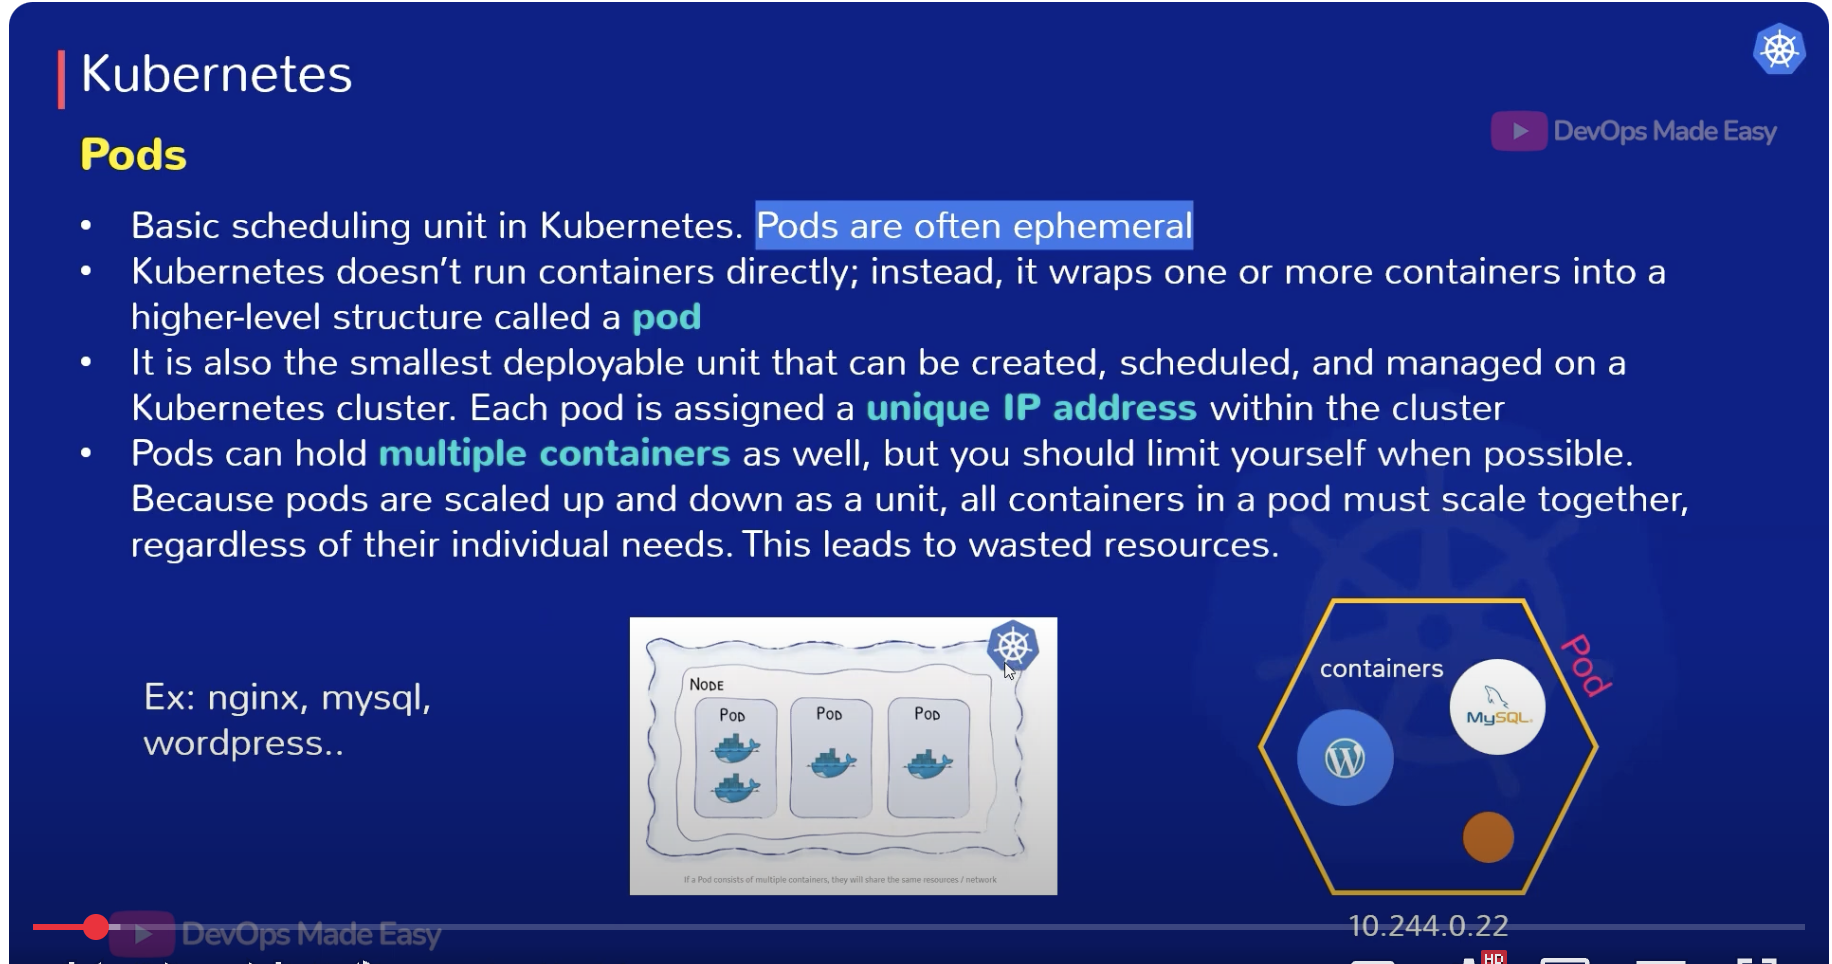 Kubernetes
DevOps Made Easy
Pods
• Basic scheduling unit in Kubernetes. Pods are often ephemeral
• Kubernetes doesn't run containers directly; instead, it wraps one or more containers into a
higher-level structure called a pod
• It is also the smallest deployable unit that can be created, scheduled, and managed on a
Kubernetes cluster. Each pod is assigned a unique IP address within the cluster
• Pods can hold multiple containers as well, but you should limit yourself when possible.
Because pods are scaled up and down as a unit, all containers in a pod must scale together,
regardless of their individual needs. This leads to wasted resources.
Ex: nginx, mysql,
wordpress..
NODE
POD
POD
POD
If a Pod consists of multiple containers, they will share the same resources / network
containers
Pod
MySQL
W
10.244.0.22
DevOps Made Easy
HD